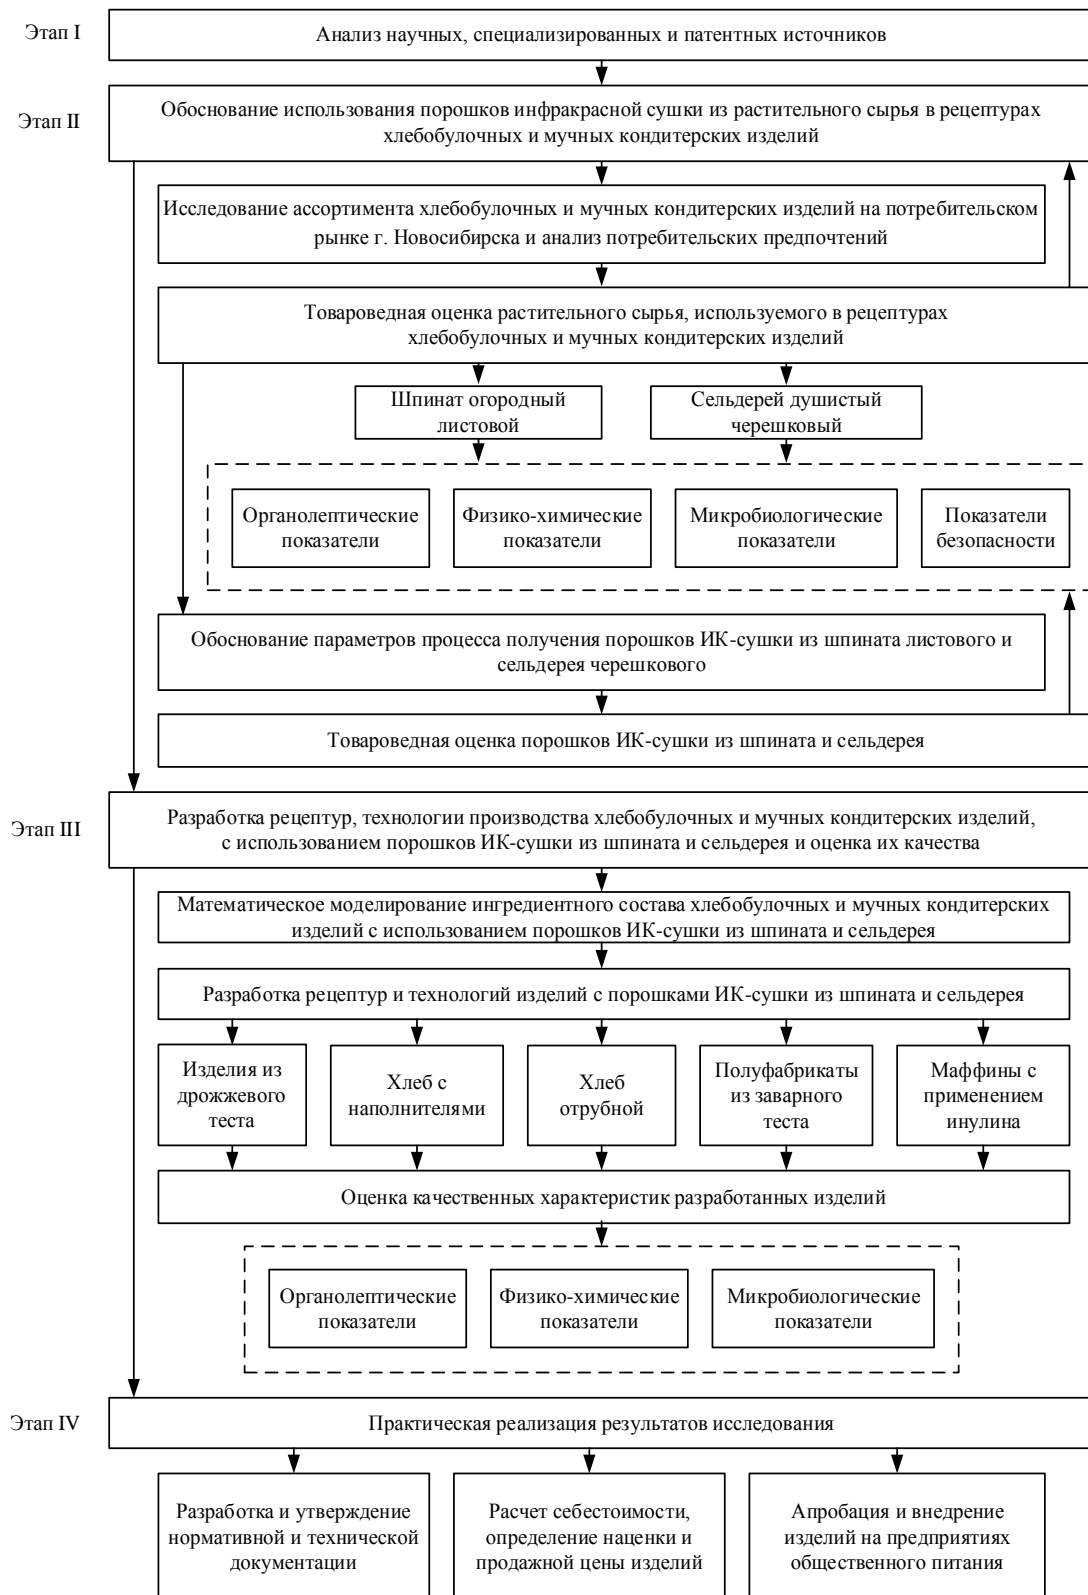 Этап I
Анализ научных, специализированных и патентных источников
Этап II
Обоснование использования порошков инфракрасной сушки из растительного сырья в рецептурах
хлебобулочных и мучных кондитерских изделий
Исследование ассортимента хлебобулочных и мучных кондитерских изделий на потребительском
рынке г. Новосибирска и анализ потребительских предпочтений
Товароведная оценка растительного сырья, используемого в рецептурах
хлебобулочных и мучных кондитерских изделий
Шпинат огородный
листовой
Сельдерей душистый
черешковый
Органолептические
показатели
Физико-химические
показатели
Микробиологические
показатели
Показатели
безопасности
Обоснование параметров процесса получения порошков ИК-сушки из шпината листового и
сельдерея черешкового
Товароведная оценка порошков ИК-сушки из шпината и сельдерея
Этап III
Разработка рецептур, технологии производства хлебобулочных и мучных кондитерских изделий,
с использованием порошков ИК-сушки из шпината и сельдерея и оценка их качества
Математическое моделирование ингредиентного состава хлебобулочных и мучных кондитерских
изделий с использованием порошков ИК-сушки из шпината и сельдерея
Разработка рецептур и технологий изделий с порошками ИК-сушки из шпината и сельдерея
Изделия из
дрожжевого
теста
Хлеб с
наполнителями
Хлеб
отрубной
Полуфабрикаты
из заварного
теста
Маффины с
применением
инулина
Оценка качественных характеристик разработанных изделий
Органолептические
показатели
Физико-химические
показатели
Микробиологические
показатели
Этап IV
Практическая реализация результатов исследования
Разработка и утверждение
нормативной и технической
документации
Расчет себестоимости,
определение наценки и
продажной цены изделий
Апробация и внедрение
изделий на предприятиях
общественного питания